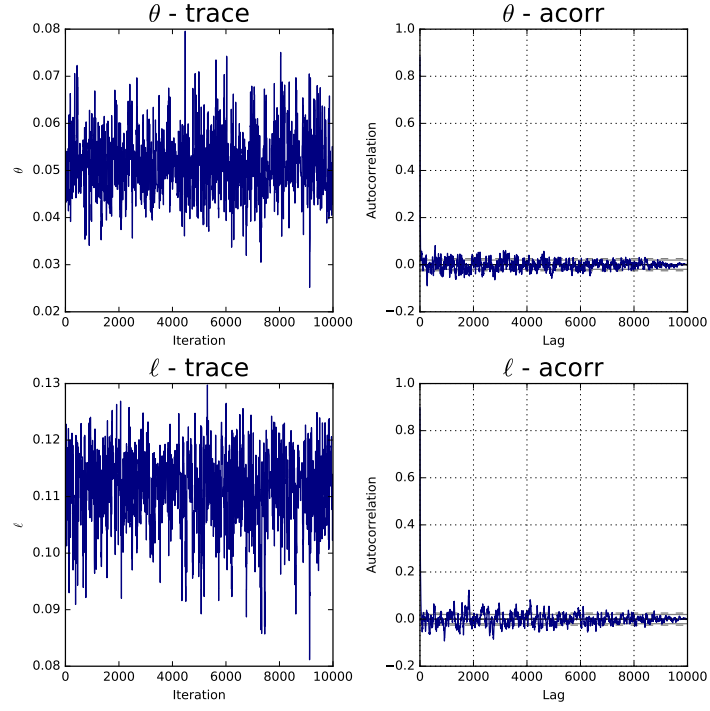 θ - trace
0.08
0.07
0.06
0.05
0.04
0.03
0.02
θ
0 2000 4000 6000 8000 10000
Iteration
θ - acorr
1.0
0.8
0.6
0.4
0.2
0.0
−0.2
Autocorrelation
0 2000 4000 6000 8000 10000
Lag
ℓ - trace
0.13
0.12
0.11
0.10
0.09
0.08
ℓ
0 2000 4000 6000 8000 10000
Iteration
ℓ - acorr
1.0
0.8
0.6
0.4
0.2
0.0
−0.2
Autocorrelation
0 2000 4000 6000 8000 10000
Lag